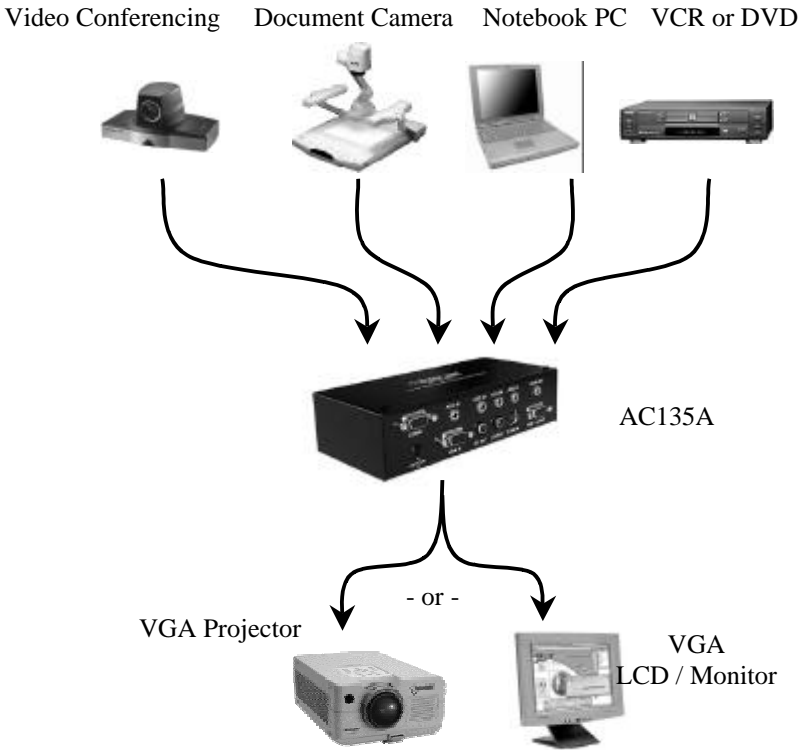 Video Conferencing
Document Camera
Notebook PC
VCR or DVD
AC135A
- or -
VGA Projector
VGA
LCD / Monitor